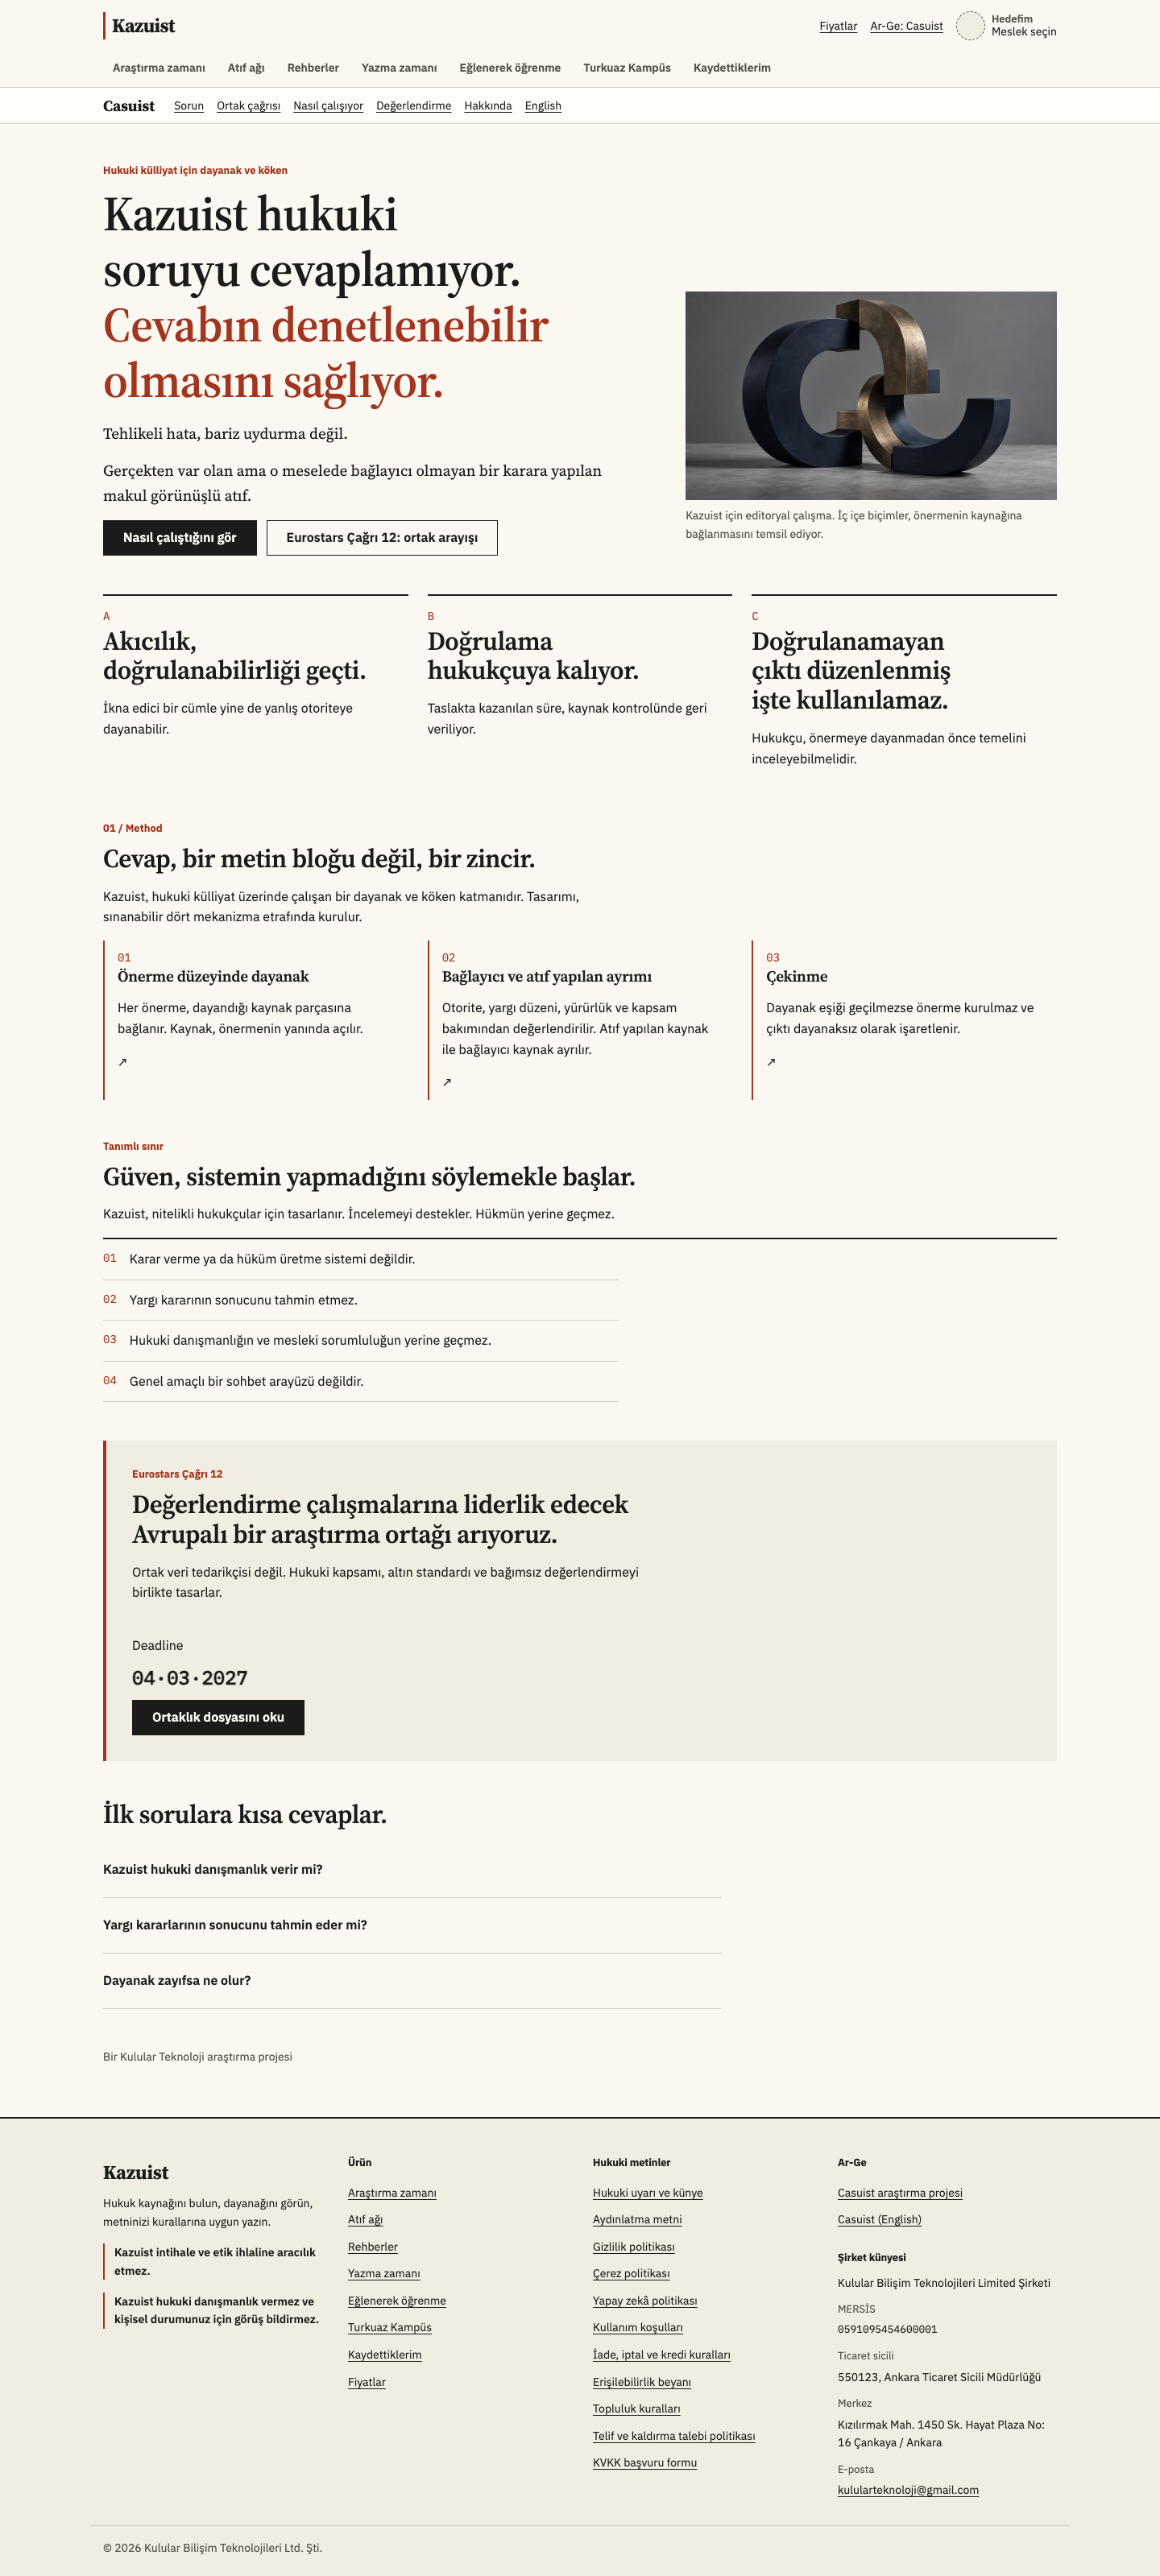 Kazuist
Fiyatlar
Ar-Ge: Casuist
Hedefim
Meslek seçin
Araştırma zamanı
Atıf ağı
Rehberler
Yazma zamanı
Eğlenerek öğrenme
Turkuaz Kampüs
Kaydettiklerim
Casuist
Sorun
Ortak çağrısı
Nasıl çalışıyor
Değerlendirme
Hakkında
English
Hukuki külliyat için dayanak ve köken
Kazuist hukuki
soruyu cevaplamıyor.
Cevabın denetlenebilir
olmasını sağlıyor.
Tehlikeli hata, bariz uydurma değil.
Gerçekten var olan ama o meselede bağlayıcı olmayan bir karara yapılan
makul görünüşlü atıf.
Nasıl çalıştığını gör
Eurostars Çağrı 12: ortak arayışı
Kazuist için editoryal çalışma. İç içe biçimler, önermenin kaynağına
bağlanmasını temsil ediyor.
A
Akıcılık,
doğrulanabilirliği geçti.
İkna edici bir cümle yine de yanlış otoriteye
dayanabilir.
B
Doğrulama
hukukçuya kalıyor.
Taslakta kazanılan süre, kaynak kontrolünde geri
veriliyor.
C
Doğrulanamayan
çıktı düzenlenmiş
işte kullanılamaz.
Hukukçu, önermeye dayanmadan önce temelini
inceleyebilmelidir.
01 / Method
Cevap, bir metin bloğu değil, bir zincir.
Kazuist, hukuki külliyat üzerinde çalışan bir dayanak ve köken katmanıdır. Tasarımı,
sınanabilir dört mekanizma etrafında kurulur.
01
Önerme düzeyinde dayanak
Her önerme, dayandığı kaynak parçasına
bağlanır. Kaynak, önermenin yanında açılır.
↗
02
Bağlayıcı ve atıf yapılan ayrımı
Otorite, yargı düzeni, yürürlük ve kapsam
bakımından değerlendirilir. Atıf yapılan kaynak
ile bağlayıcı kaynak ayrılır.
↗
03
Çekinme
Dayanak eşiği geçilmezse önerme kurulmaz ve
çıktı dayanaksız olarak işaretlenir.
↗
Tanımlı sınır
Güven, sistemin yapmadığını söylemekle başlar.
Kazuist, nitelikli hukukçular için tasarlanır. İncelemeyi destekler. Hükmün yerine geçmez.
01 Karar verme ya da hüküm üretme sistemi değildir.
02 Yargı kararının sonucunu tahmin etmez.
03 Hukuki danışmanlığın ve mesleki sorumluluğun yerine geçmez.
04 Genel amaçlı bir sohbet arayüzü değildir.
Eurostars Çağrı 12
Değerlendirme çalışmalarına liderlik edecek
Avrupalı bir araştırma ortağı arıyoruz.
Ortak veri tedarikçisi değil. Hukuki kapsamı, altın standardı ve bağımsız değerlendirmeyi
birlikte tasarlar.
Deadline
04·03·2027
Ortaklık dosyasını oku
İlk sorulara kısa cevaplar.
Kazuist hukuki danışmanlık verir mi?
Yargı kararlarının sonucunu tahmin eder mi?
Dayanak zayıfsa ne olur?
Bir Kulular Teknoloji araştırma projesi
Kazuist
Hukuk kaynağını bulun, dayanağını görün,
metninizi kurallarına uygun yazın.
Kazuist intihale ve etik ihlaline aracılık
etmez.
Kazuist hukuki danışmanlık vermez ve
kişisel durumunuz için görüş bildirmez.
Ürün
Araştırma zamanı
Atıf ağı
Rehberler
Yazma zamanı
Eğlenerek öğrenme
Turkuaz Kampüs
Kaydettiklerim
Fiyatlar
Hukuki metinler
Hukuki uyarı ve künye
Aydınlatma metni
Gizlilik politikası
Çerez politikası
Yapay zekâ politikası
Kullanım koşulları
İade, iptal ve kredi kuralları
Erişilebilirlik beyanı
Topluluk kuralları
Telif ve kaldırma talebi politikası
KVKK başvuru formu
Ar-Ge
Casuist araştırma projesi
Casuist (English)
Şirket künyesi
Kulular Bilişim Teknolojileri Limited Şirketi
MERSİS
0591095454600001
Ticaret sicili
550123, Ankara Ticaret Sicili Müdürlüğü
Merkez
Kızılırmak Mah. 1450 Sk. Hayat Plaza No:
16 Çankaya / Ankara
E-posta
kulularteknoloji@gmail.com
© 2026 Kulular Bilişim Teknolojileri Ltd. Şti.